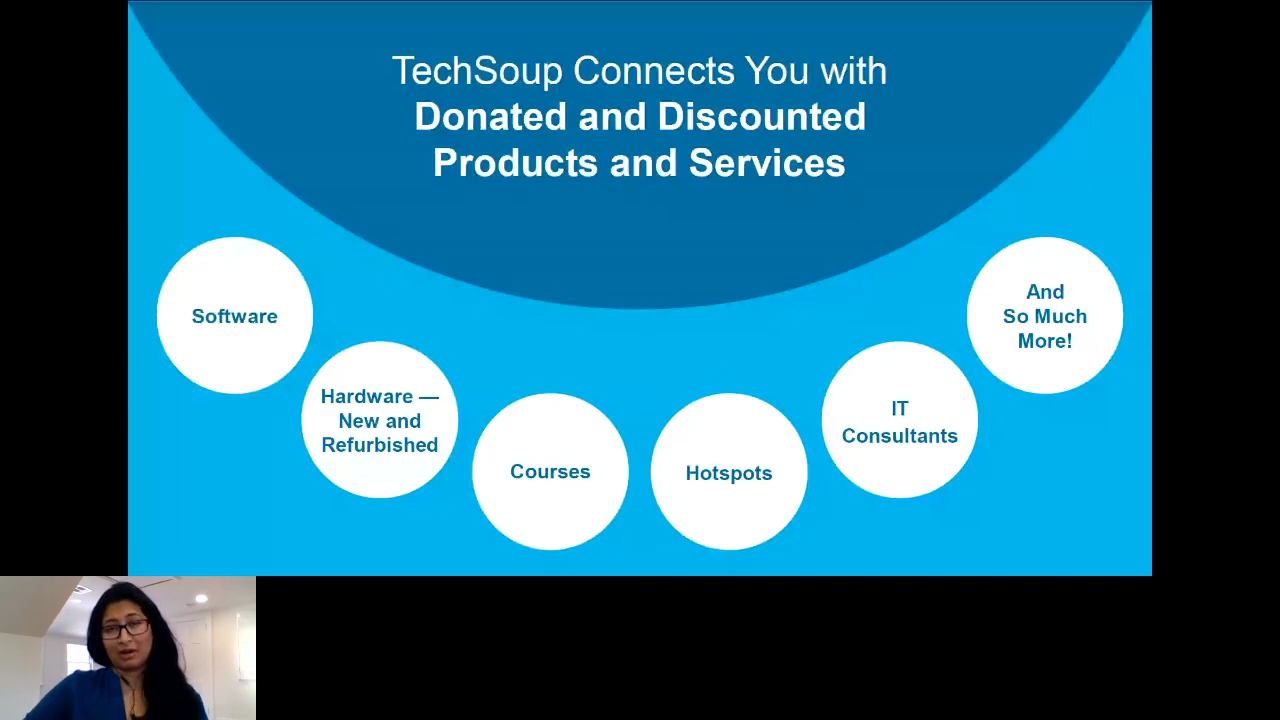 TechSoup Connects You with
Donated and Discounted
Products and Services
Software
Hardware —
New and
Refurbished
Courses
Hotspots
IT
Consultants
And
So Much
More!